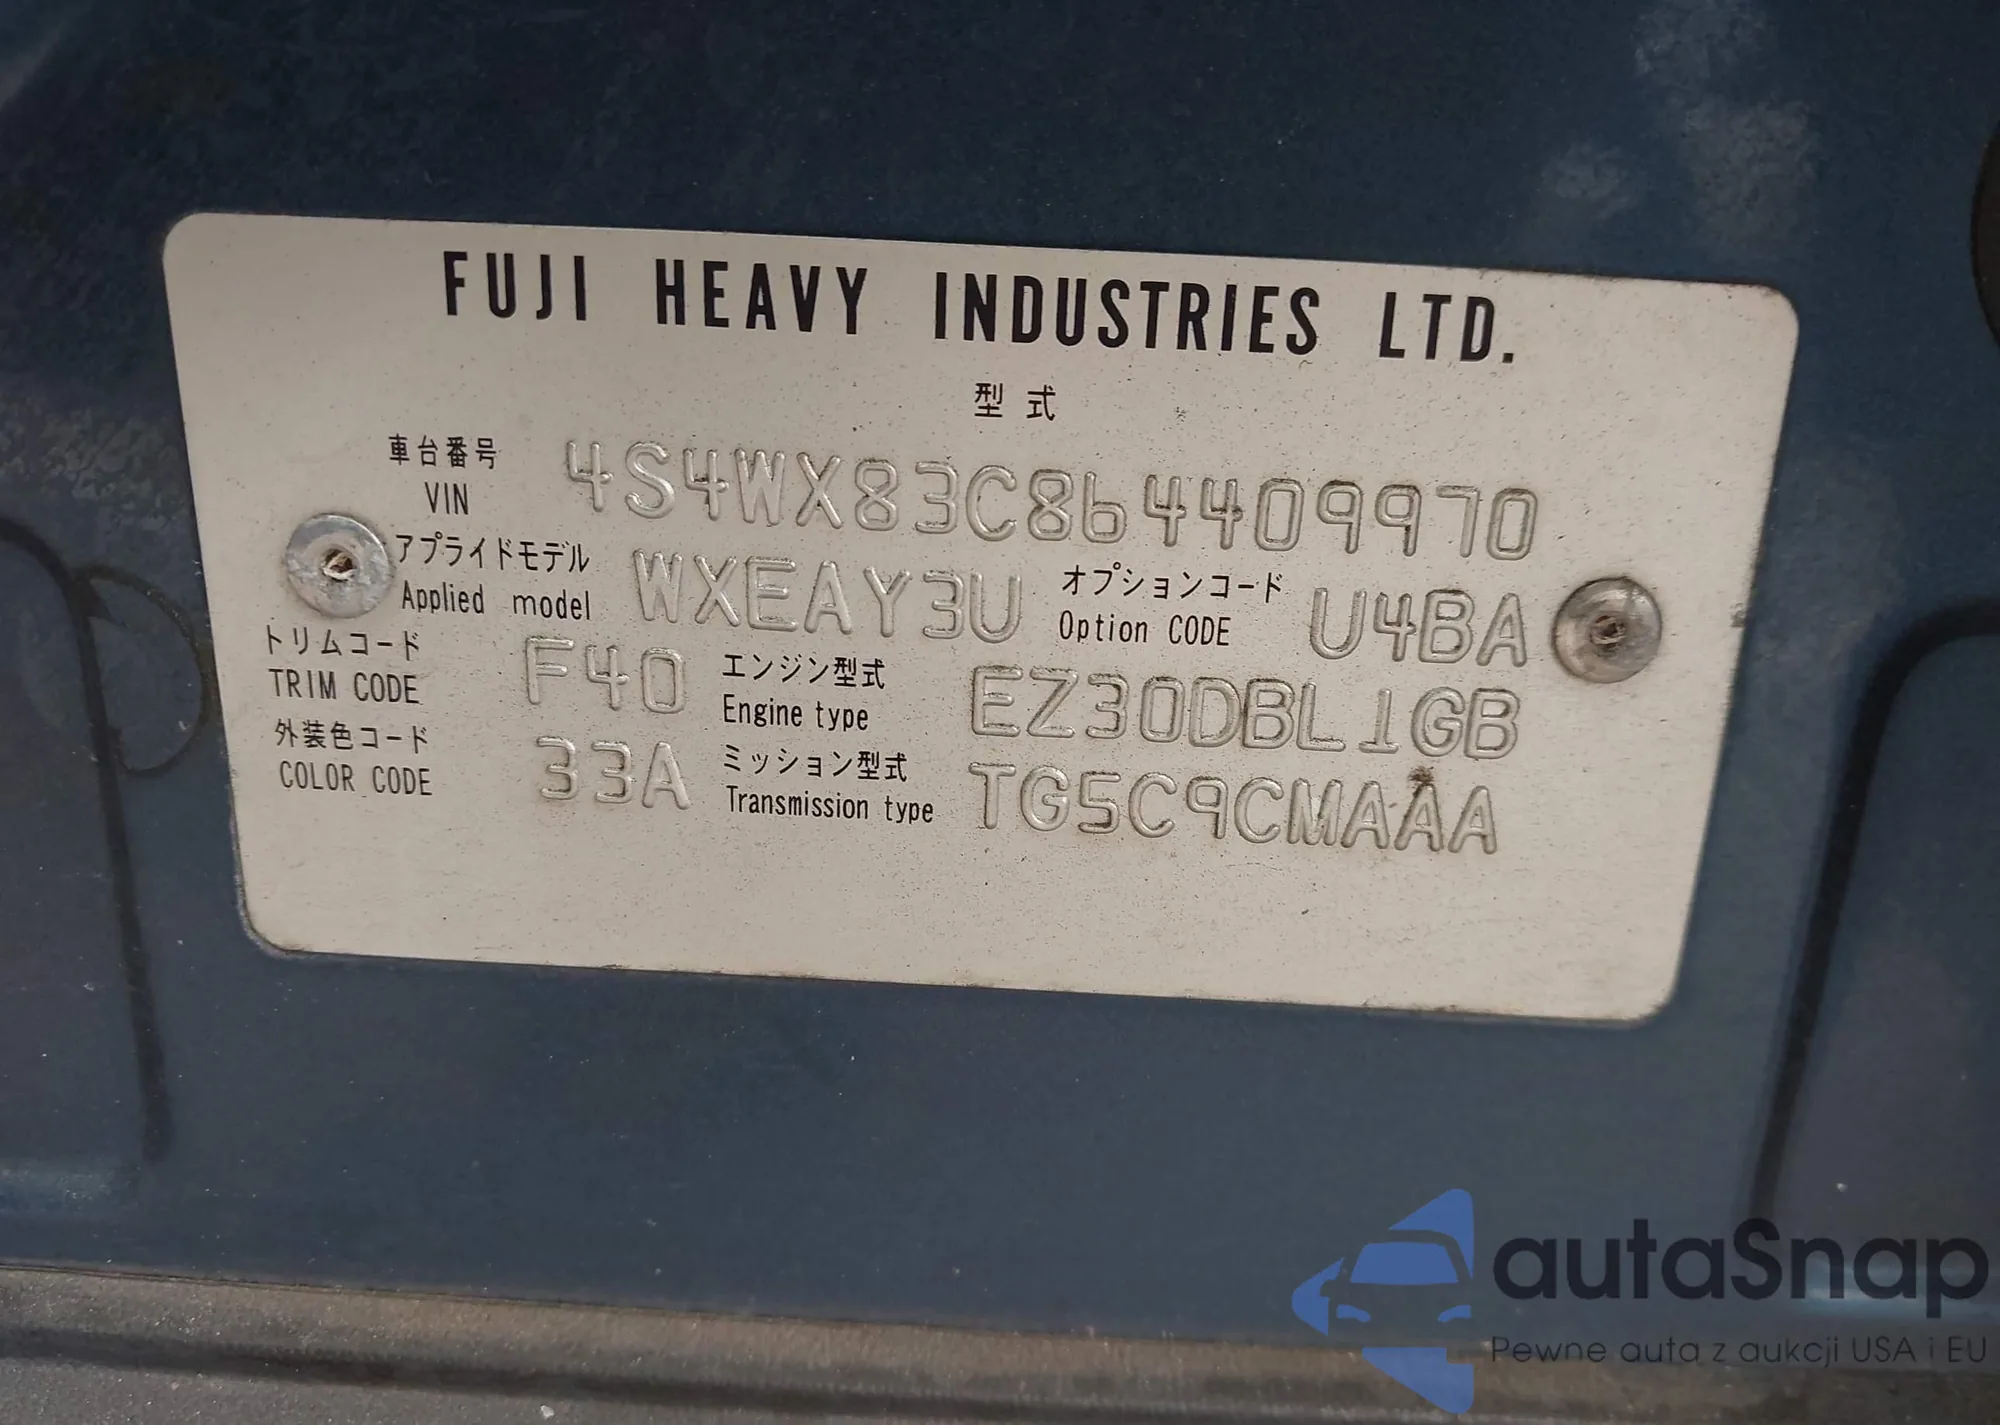 FUJI HEAVY INDUSTRIES LTD.
型式
車台番号
VIN 4S4WX83C864409970
アプライドモデル
Applied model WXEAY3U
オプションコード
Option CODE U4BA
トリムコード
TRIM CODE F40
エンジン型式
Engine type EZ30DBL1GB
外装色コード
COLOR CODE 33A
ミッション型式
Transmission type TG5C9CMAAA
autaSnap
Pewne auta z aukcji USA i EU